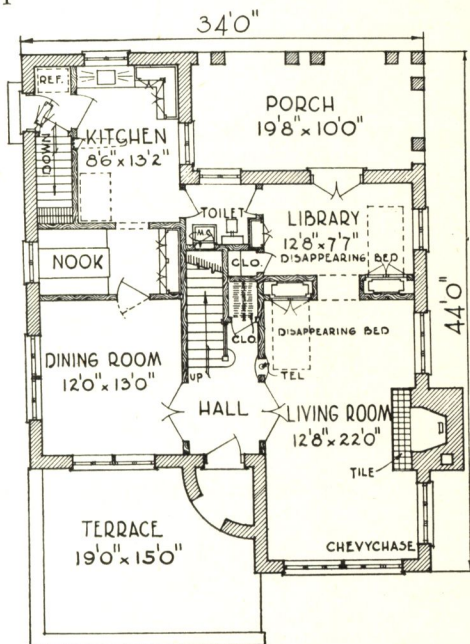 34'0"
REF.
PORCH
19'8" x 10'0"
KITCHEN
8'6" x 13'2"
DOWN
TOILET
LIBRARY
12'8" x 7'7"
M.C.
NOOK
CLO.
DISAPPEARING BED
44'0"
CLO.
DISAPPEARING BED
DINING ROOM
12'0" x 13'0"
UP
TEL
HALL
LIVING ROOM
12'8" x 22'0"
TILE
TERRACE
19'0" x 15'0"
CHEVYCHASE